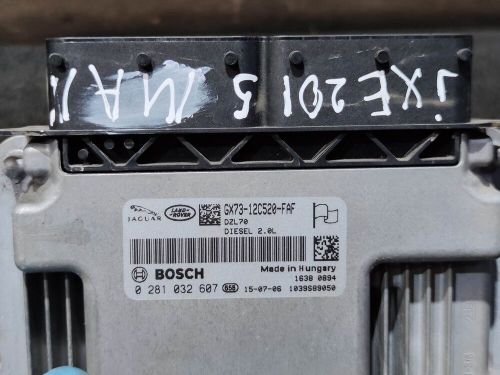 jXE2015 MAN
JAGUAR LAND-ROVER GX73-12C520-FAF
DZL70
DIESEL 2.0L
BOSCH Made in Hungary
1638 0894
0 281 032 607 656 15-07-06 1039S89050